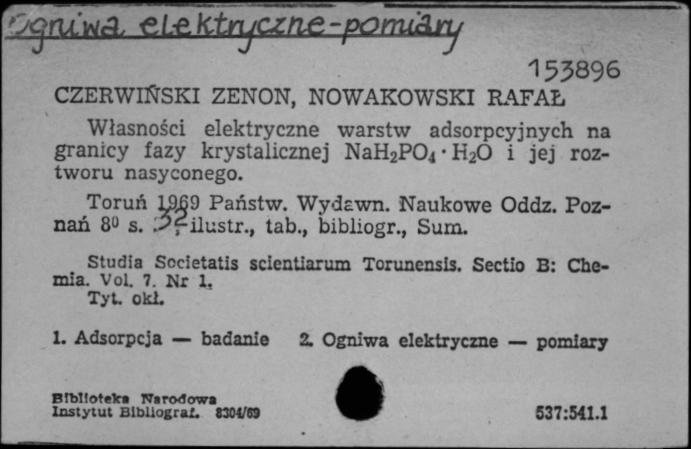 Ogniwa elektryczne-pomiary
153896
CZERWIŃSKI ZENON, NOWAKOWSKI RAFAŁ
Własności elektryczne warstw adsorpcyjnych na
granicy fazy krystalicznej NaH₂PO₄·H₂O i jej roz-
tworu nasyconego.
Toruń 1969 Państw. Wydawn. Naukowe Oddz. Poz-
nań 8⁰ s. 32 ilustr., tab., bibliogr., Sum.
Studia Societatis scientiarum Torunensis. Sectio B: Che-
mia. Vol. 7. Nr 1.
Tyt. okł.
1. Adsorpcja — badanie 2. Ogniwa elektryczne — pomiary
Biblioteka Narodowa
Instytut Bibliograf. 8304/69
537:541.1